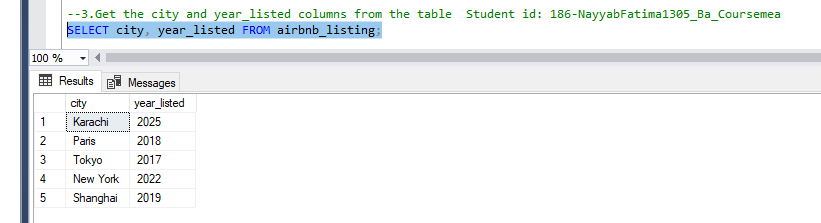 --3.Get the city and year_listed columns from the table  Student id: 186-NayyabFatima1305_Ba_Coursemea
SELECT city, year_listed FROM airbnb_listing;
100 %
Results Messages
city year_listed
1 Karachi 2025
2 Paris 2018
3 Tokyo 2017
4 New York 2022
5 Shanghai 2019